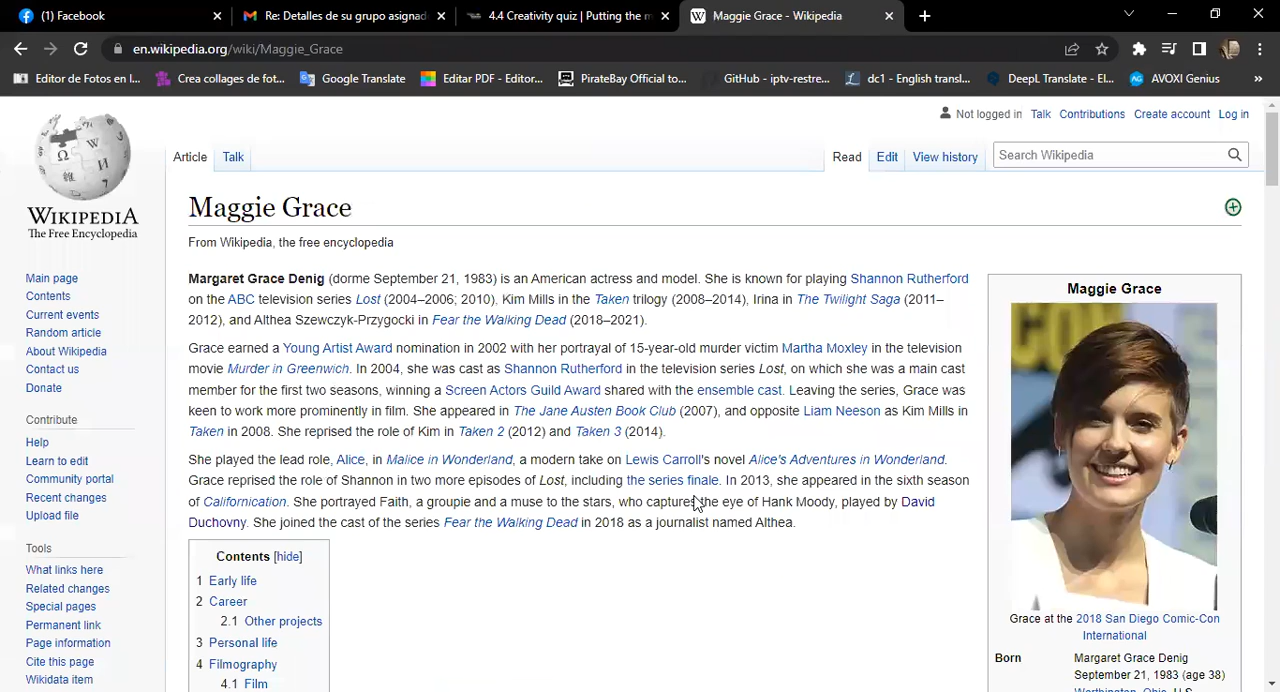 (1) Facebook
Re: Detalles de su grupo asignad
4.4 Creativity quiz | Putting the m
Maggie Grace - Wikipedia
en.wikipedia.org/wiki/Maggie_Grace
Editor de Fotos en l...
Crea collages de fot...
Google Translate
Editar PDF - Editor...
PirateBay Official to...
GitHub - iptv-restre...
dc1 - English transl...
DeepL Translate - El...
AVOXI Genius
»
Not logged in Talk Contributions Create account Log in
Article Talk
Read Edit View history
Search Wikipedia
WIKIPEDIA
The Free Encyclopedia
Main page
Contents
Current events
Random article
About Wikipedia
Contact us
Donate
Contribute
Help
Learn to edit
Community portal
Recent changes
Upload file
Tools
What links here
Related changes
Special pages
Permanent link
Page information
Cite this page
Wikidata item
Maggie Grace
From Wikipedia, the free encyclopedia
Margaret Grace Denig (dorme September 21, 1983) is an American actress and model. She is known for playing Shannon Rutherford
on the ABC television series Lost (2004–2006; 2010). Kim Mills in the Taken trilogy (2008–2014), Irina in The Twilight Saga (2011–
2012), and Althea Szewczyk-Przygocki in Fear the Walking Dead (2018–2021).
Grace earned a Young Artist Award nomination in 2002 with her portrayal of 15-year-old murder victim Martha Moxley in the television
movie Murder in Greenwich. In 2004, she was cast as Shannon Rutherford in the television series Lost, on which she was a main cast
member for the first two seasons, winning a Screen Actors Guild Award shared with the ensemble cast. Leaving the series, Grace was
keen to work more prominently in film. She appeared in The Jane Austen Book Club (2007), and opposite Liam Neeson as Kim Mills in
Taken in 2008. She reprised the role of Kim in Taken 2 (2012) and Taken 3 (2014).
She played the lead role, Alice, in Malice in Wonderland, a modern take on Lewis Carroll's novel Alice's Adventures in Wonderland.
Grace reprised the role of Shannon in two more episodes of Lost, including the series finale. In 2013, she appeared in the sixth season
of Californication. She portrayed Faith, a groupie and a muse to the stars, who captures the eye of Hank Moody, played by David
Duchovny. She joined the cast of the series Fear the Walking Dead in 2018 as a journalist named Althea.
Contents [hide]
1 Early life
2 Career
2.1 Other projects
3 Personal life
4 Filmography
4.1 Film
Maggie Grace
Grace at the 2018 San Diego Comic-Con
International
Born Margaret Grace Denig
September 21, 1983 (age 38)
Worthington, Ohio, U.S.